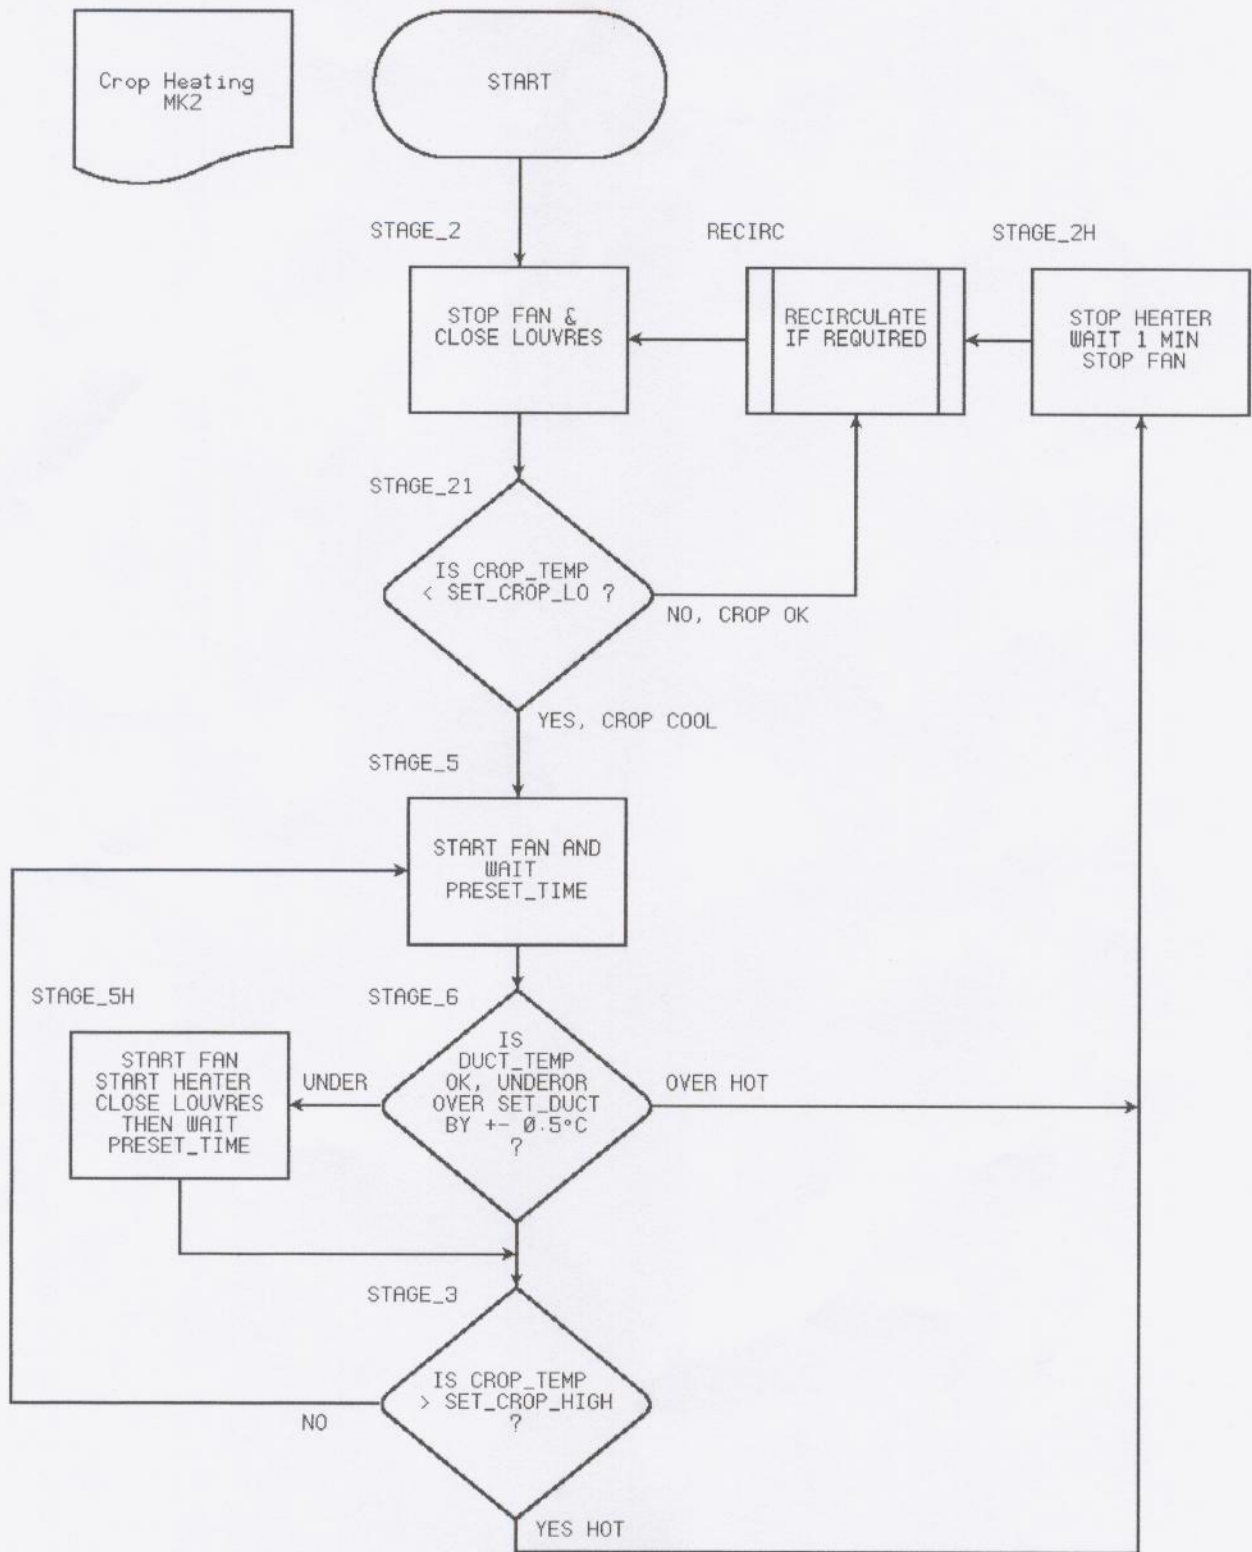 Crop Heating
MK2
START
STAGE_2
RECIRC
STAGE_2H
STOP FAN &
CLOSE LOUVRES
RECIRCULATE
IF REQUIRED
STOP HEATER
WAIT 1 MIN
STOP FAN
STAGE_21
IS CROP_TEMP
< SET_CROP_LO ?
NO, CROP OK
YES, CROP COOL
STAGE_5
START FAN AND
WAIT
PRESET_TIME
STAGE_5H
STAGE_6
START FAN
START HEATER
CLOSE LOUVRES
THEN WAIT
PRESET_TIME
UNDER
IS
DUCT_TEMP
OK, UNDEROR
OVER SET_DUCT
BY +- 0.5°C
?
OVER HOT
STAGE_3
IS CROP_TEMP
> SET_CROP_HIGH
?
NO
YES HOT